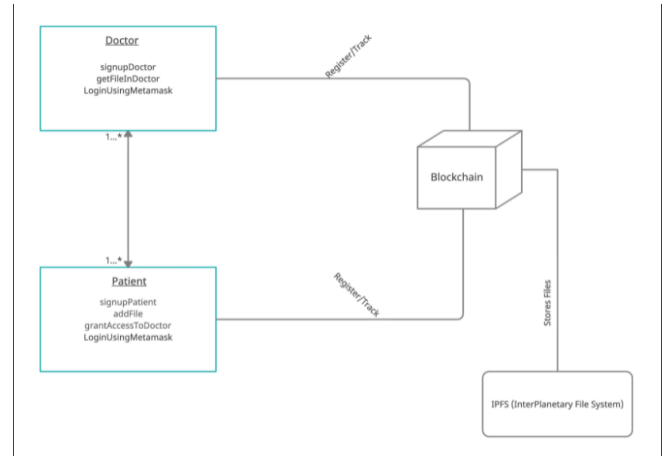 Doctor
signupDoctor
getFileInDoctor
LoginUsingMetamask
Register/Track
1...*
Blockchain
1...*
Patient
signupPatient
addFile
grantAccessToDoctor
LoginUsingMetamask
Register/Track
Stores Files
IPFS (InterPlanetary File System)